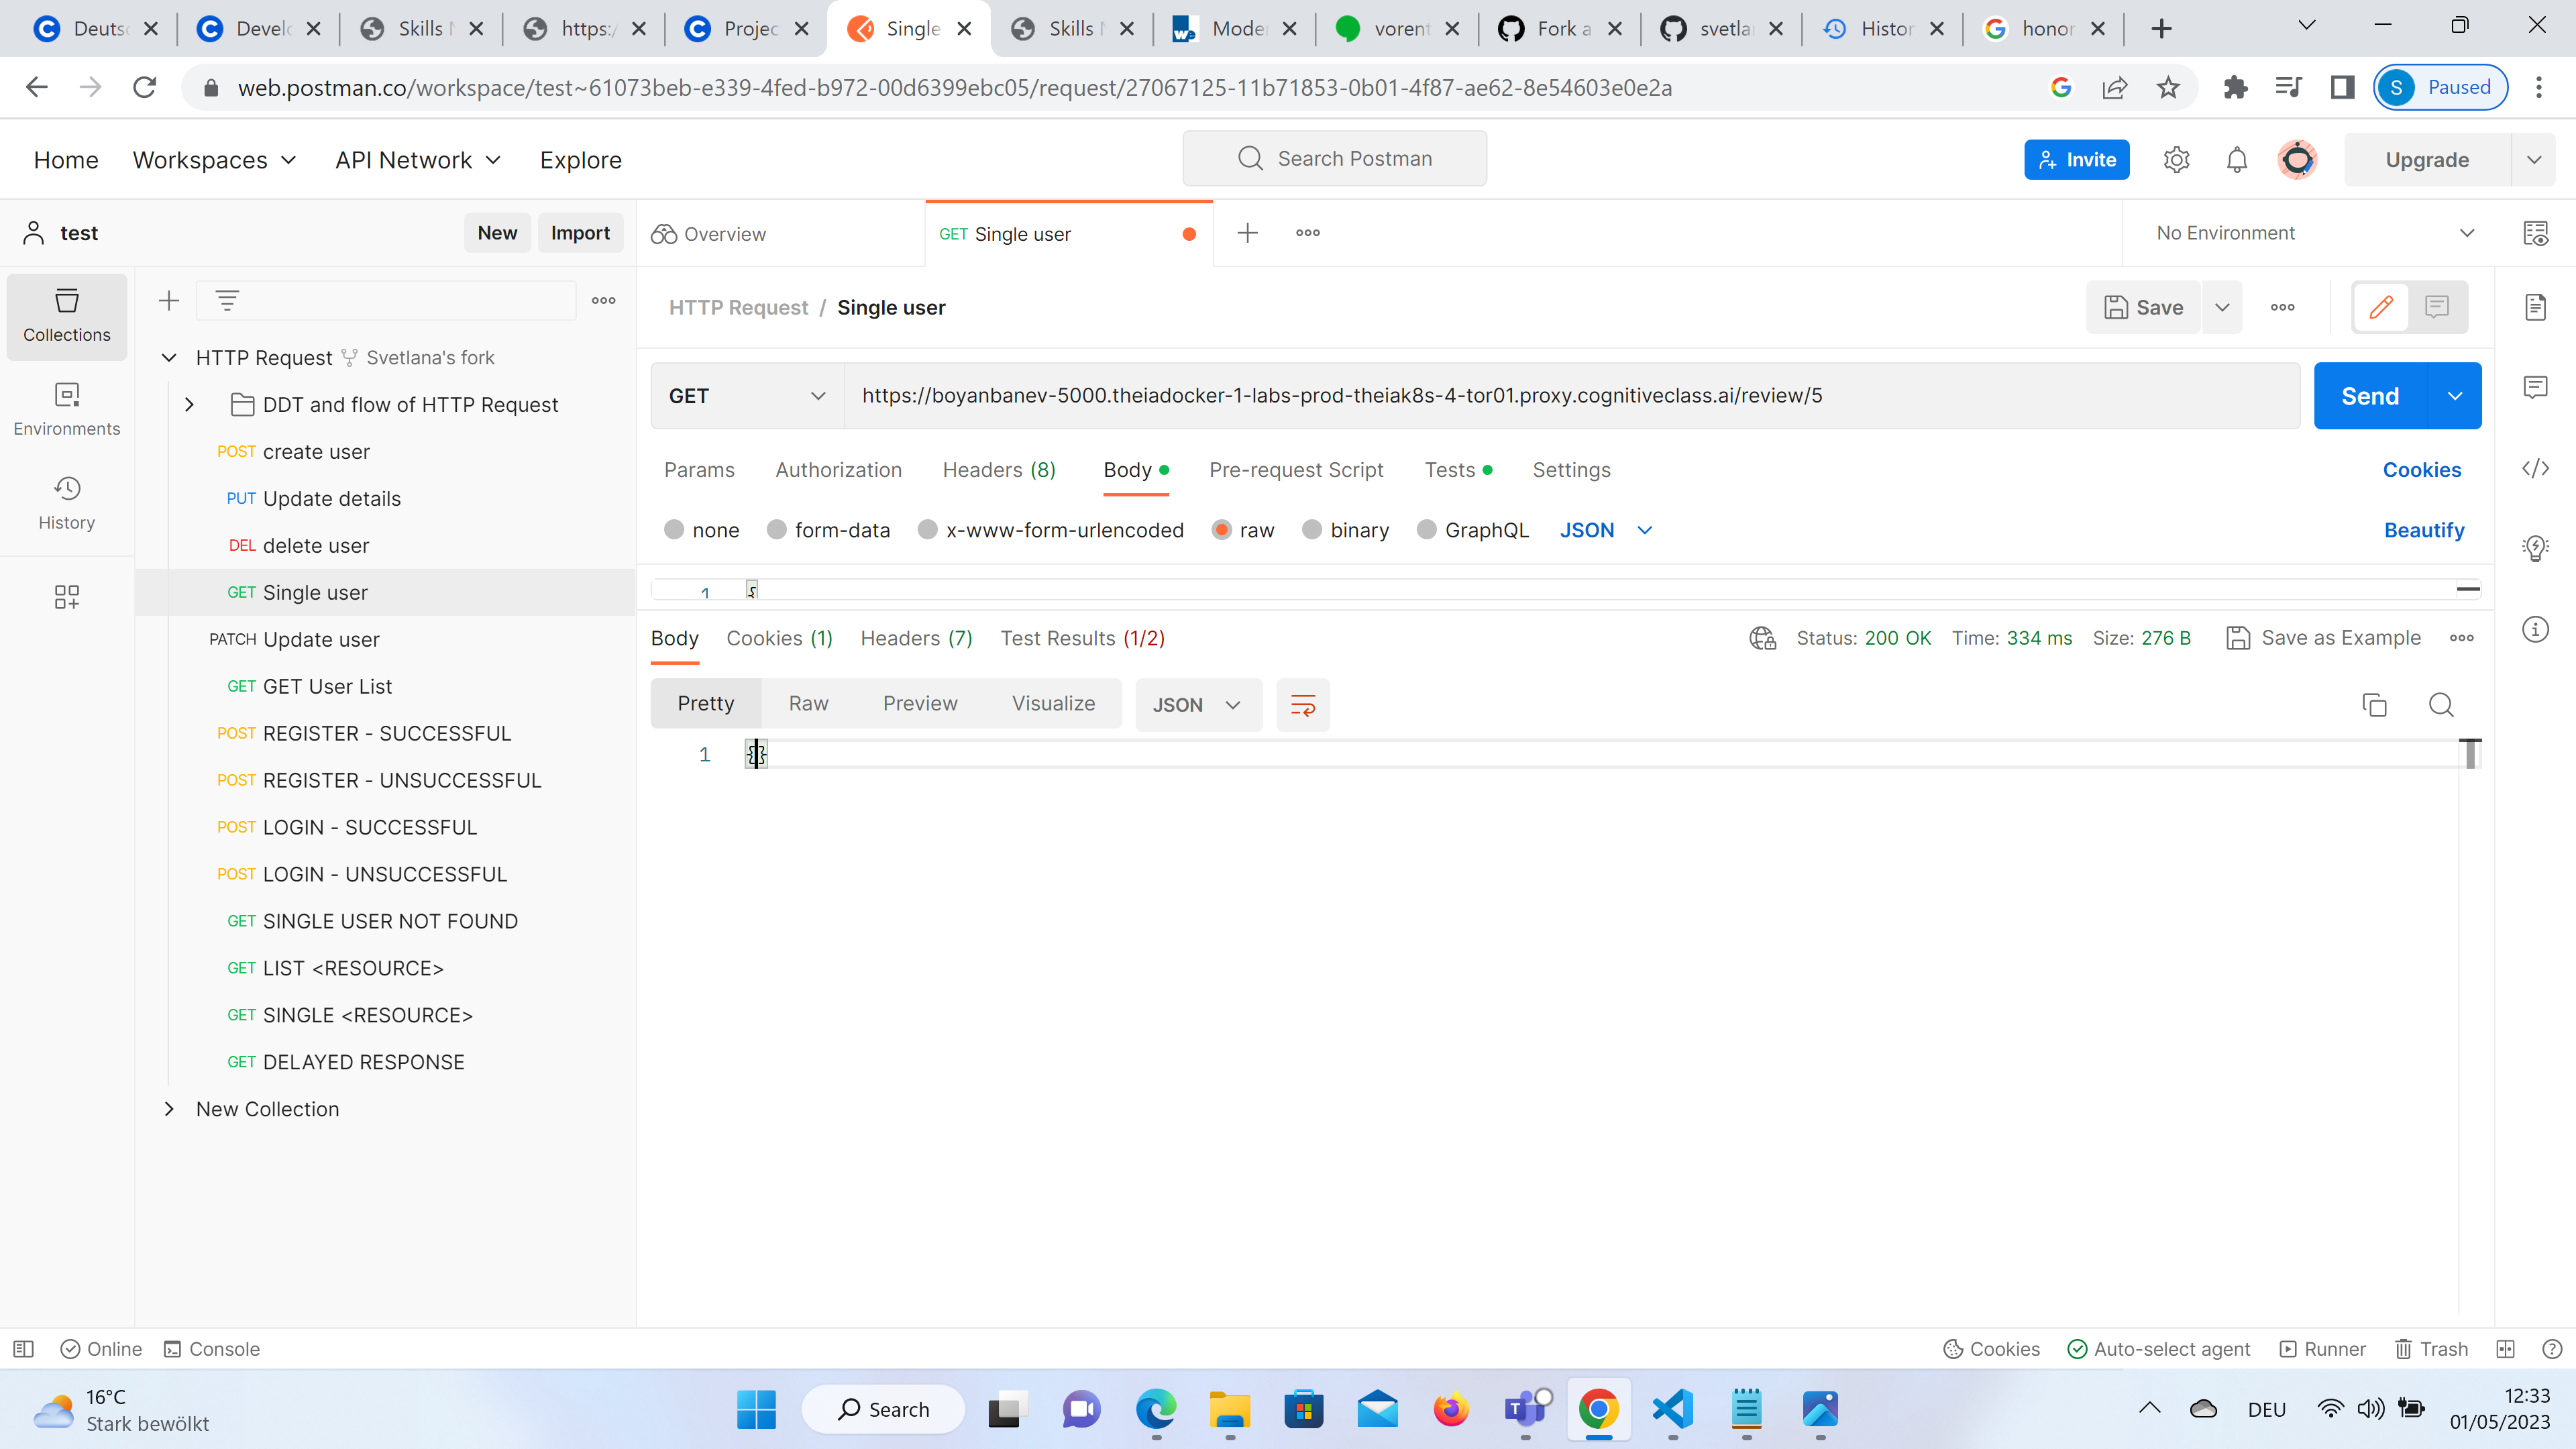 Deutsc
Develo
Skills N
https:/
Projec
Single
Skills N
Moder
vorent
Fork a
svetlan
Histor
honor
web.postman.co/workspace/test~61073beb-e339-4fed-b972-00d6399ebc05/request/27067125-11b71853-0b01-4f87-ae62-8e54603e0e2a
S Paused
Home Workspaces API Network Explore
Search Postman
Invite
Upgrade
test
New Import
Overview
GET Single user
No Environment
Collections
Environments
History
HTTP Request Svetlana's fork
DDT and flow of HTTP Request
POST create user
PUT Update details
DEL delete user
GET Single user
PATCH Update user
GET GET User List
POST REGISTER - SUCCESSFUL
POST REGISTER - UNSUCCESSFUL
POST LOGIN - SUCCESSFUL
POST LOGIN - UNSUCCESSFUL
GET SINGLE USER NOT FOUND
GET LIST <RESOURCE>
GET SINGLE <RESOURCE>
GET DELAYED RESPONSE
New Collection
HTTP Request / Single user
Save
GET https://boyanbanev-5000.theiadocker-1-labs-prod-theiak8s-4-tor01.proxy.cognitiveclass.ai/review/5
Send
Params Authorization Headers (8) Body Pre-request Script Tests Settings Cookies
none form-data x-www-form-urlencoded raw binary GraphQL JSON Beautify
1 {
Body Cookies (1) Headers (7) Test Results (1/2)
Status: 200 OK Time: 334 ms Size: 276 B Save as Example
Pretty Raw Preview Visualize JSON
1 {}
Online Console
Cookies Auto-select agent Runner Trash
16°C
Stark bewölkt
Search
DEU
12:33
01/05/2023